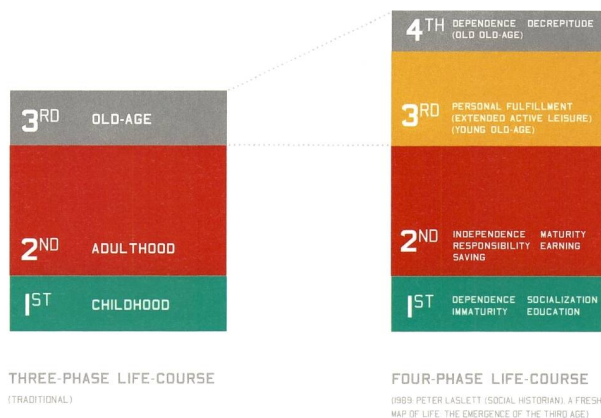 3RD OLD-AGE
2ND ADULTHOOD
1ST CHILDHOOD
THREE-PHASE LIFE-COURSE
(TRADITIONAL)
4TH DEPENDENCE DECREPITUDE
(OLD OLD-AGE)
3RD PERSONAL FULFILLMENT
(EXTENDED ACTIVE LEISURE)
(YOUNG OLD-AGE)
2ND INDEPENDENCE MATURITY
RESPONSIBILITY EARNING
SAVING
1ST DEPENDENCE SOCIALIZATION
IMMATURITY EDUCATION
FOUR-PHASE LIFE-COURSE
(1989: PETER LASLETT (SOCIAL HISTORIAN), A FRESH
MAP OF LIFE: THE EMERGENCE OF THE THIRD AGE)